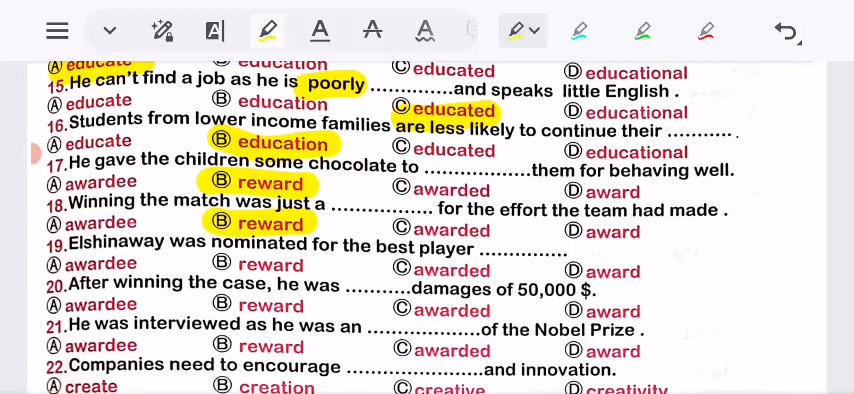 A A A
Ⓐ educate Ⓑ education Ⓒ educated Ⓓ educational
15.He can't find a job as he is poorly ..............and speaks little English .
Ⓐ educate Ⓑ education Ⓒ educated Ⓓ educational
16.Students from lower income families are less likely to continue their ........... .
Ⓐ educate Ⓑ education Ⓒ educated Ⓓ educational
17.He gave the children some chocolate to ..................them for behaving well.
Ⓐ awardee Ⓑ reward Ⓒ awarded Ⓓ award
18.Winning the match was just a ................. for the effort the team had made .
Ⓐ awardee Ⓑ reward Ⓒ awarded Ⓓ award
19.Elshinaway was nominated for the best player ...............
Ⓐ awardee Ⓑ reward Ⓒ awarded Ⓓ award
20.After winning the case, he was ...........damages of 50,000 $.
Ⓐ awardee Ⓑ reward Ⓒ awarded Ⓓ award
21.He was interviewed as he was an ...................of the Nobel Prize .
Ⓐ awardee Ⓑ reward Ⓒ awarded Ⓓ award
22.Companies need to encourage .......................and innovation.
Ⓐ create Ⓑ creation Ⓒ creative Ⓓ creativity